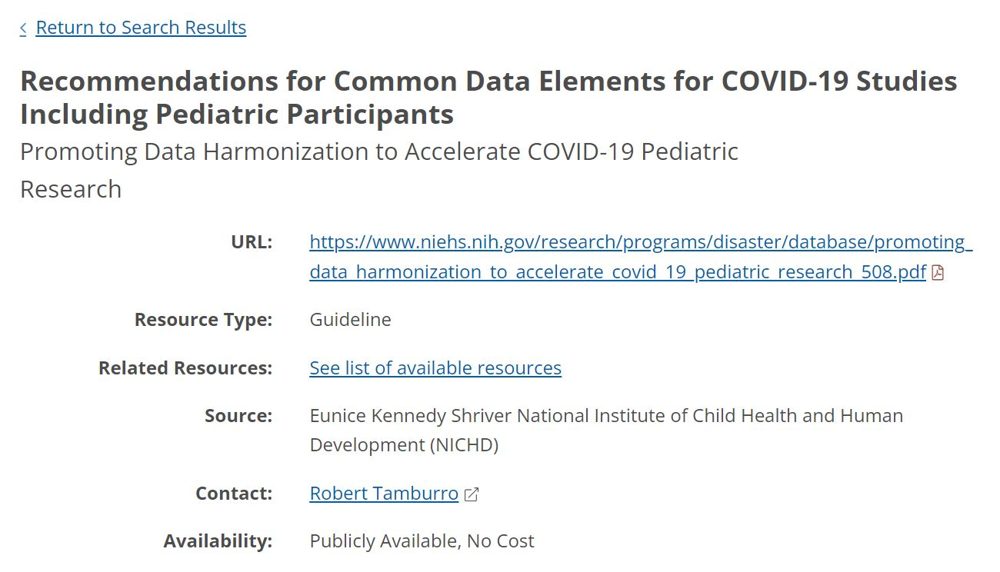 < Return to Search Results
Recommendations for Common Data Elements for COVID-19 Studies
Including Pediatric Participants
Promoting Data Harmonization to Accelerate COVID-19 Pediatric
Research
URL: https://www.niehs.nih.gov/research/programs/disaster/database/promoting_
data_harmonization_to_accelerate_covid_19_pediatric_research_508.pdf
Resource Type: Guideline
Related Resources: See list of available resources
Source: Eunice Kennedy Shriver National Institute of Child Health and Human
Development (NICHD)
Contact: Robert Tamburro
Availability: Publicly Available, No Cost